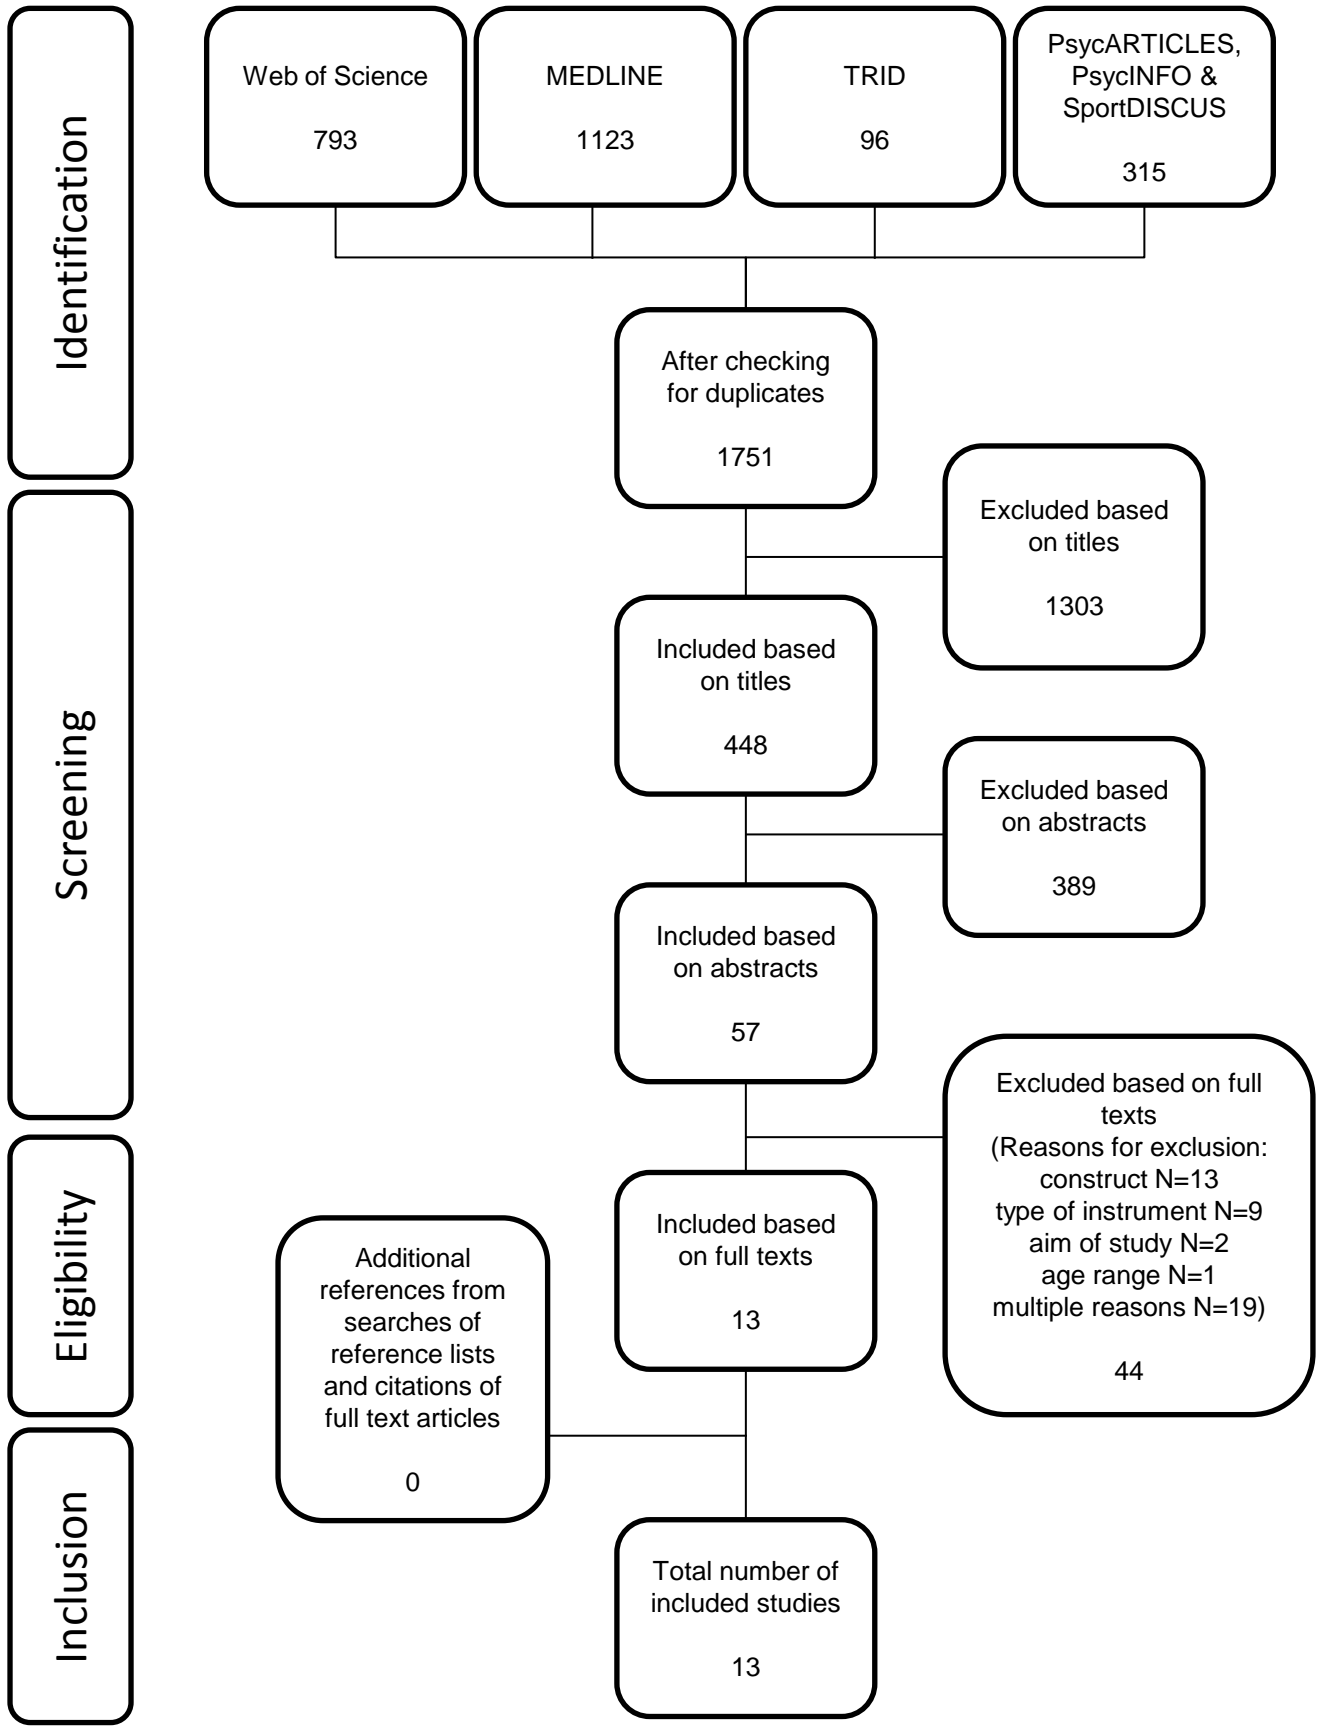 Identification
Web of Science
793
MEDLINE
1123
TRID
96
PsycARTICLES,
PsycINFO &
SportDISCUS
315
After checking
for duplicates
1751
Screening
Excluded based
on titles
1303
Included based
on titles
448
Excluded based
on abstracts
389
Included based
on abstracts
57
Eligibility
Excluded based on full
texts
(Reasons for exclusion:
construct N=13
type of instrument N=9
aim of study N=2
age range N=1
multiple reasons N=19)
44
Included based
on full texts
13
Additional
references from
searches of
reference lists
and citations of
full text articles
0
Inclusion
Total number of
included studies
13